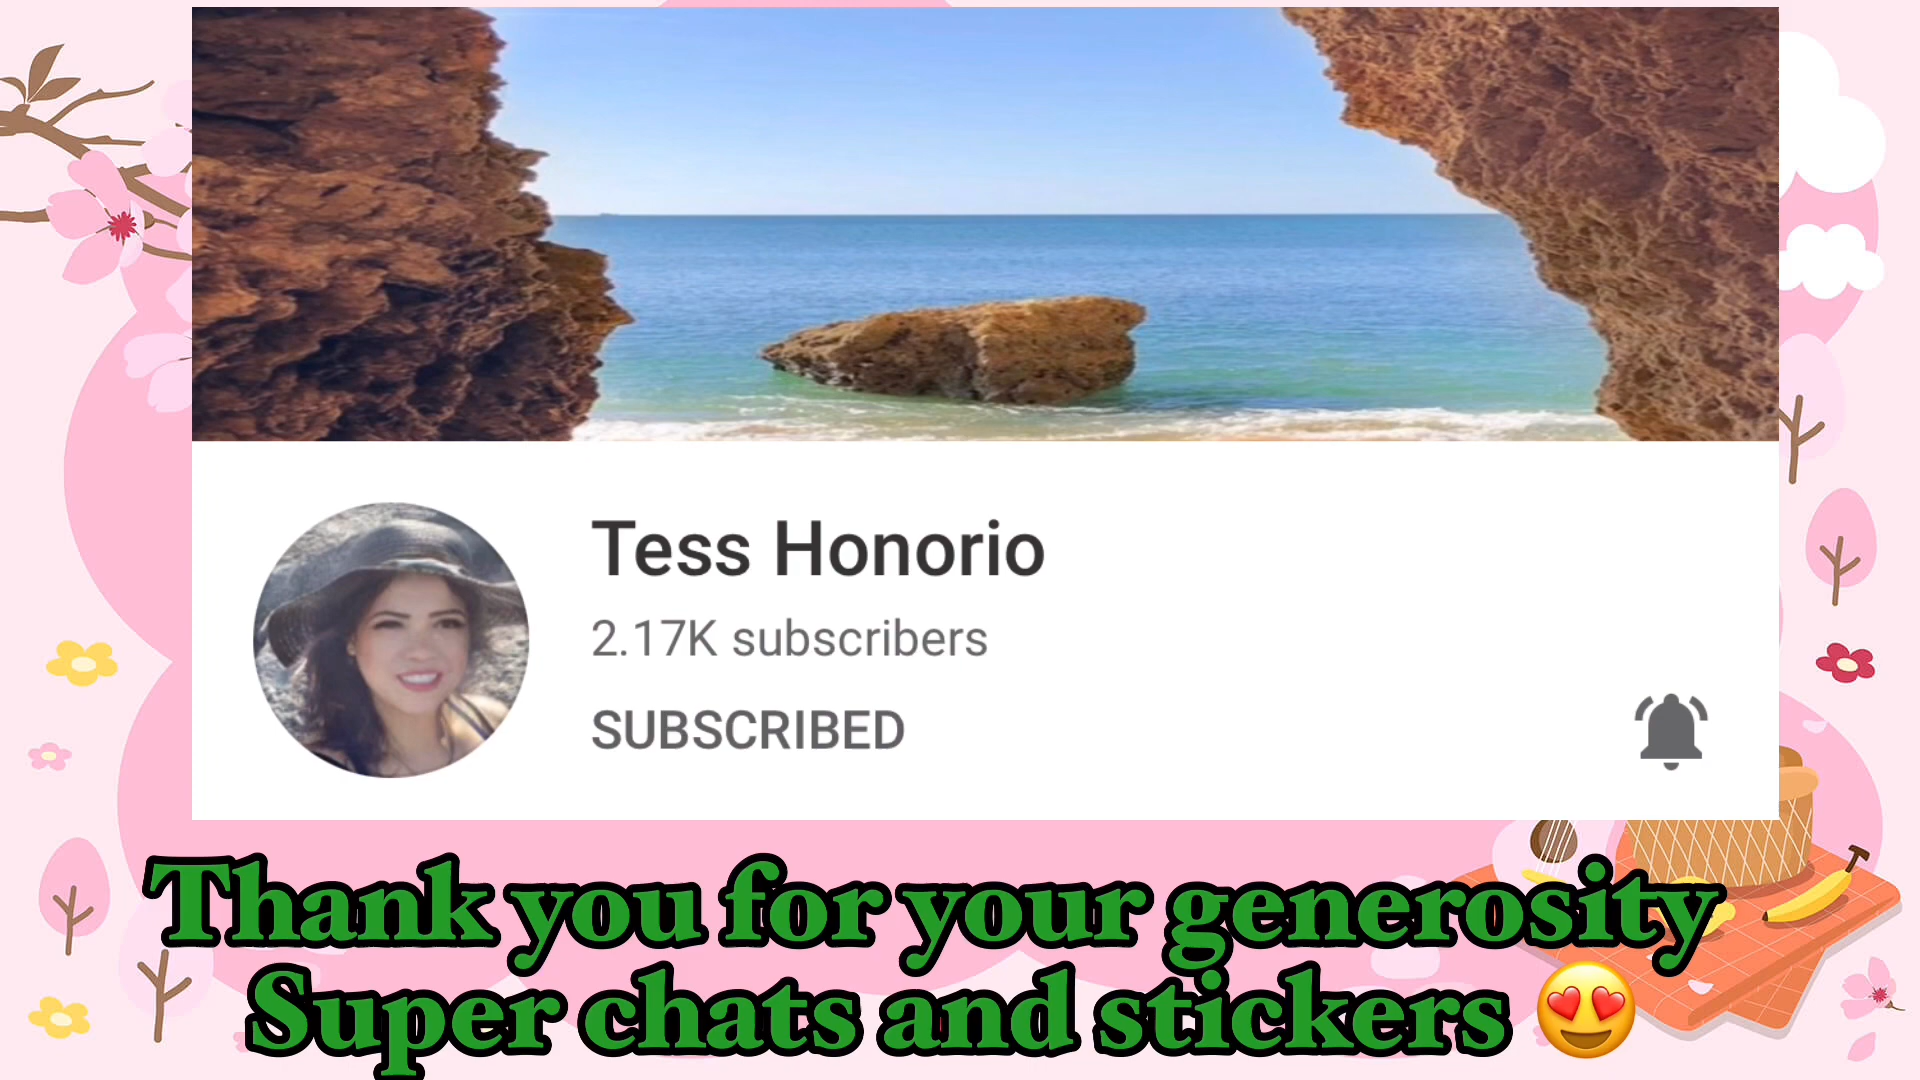 Tess Honorio
2.17K subscribers
SUBSCRIBED
Thank you for your generosity
Super chats and stickers 😍